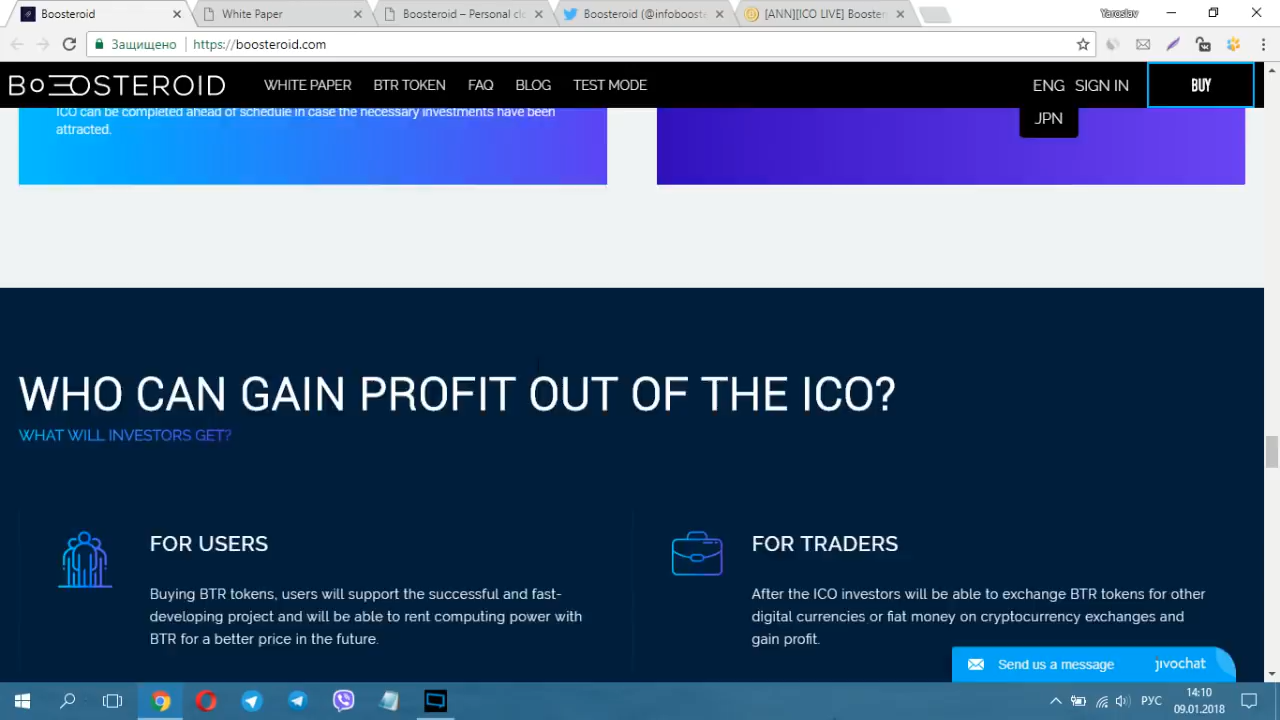 Boosteroid
White Paper
Boosteroid – Personal cl
Boosteroid (@infobooste
[ANN][ICO LIVE] Booster
Yaroslav
Защищено
https://boosteroid.com
BOOSTEROID
WHITE PAPER
BTR TOKEN
FAQ
BLOG
TEST MODE
ENG
SIGN IN
BUY
JPN
ICO can be completed ahead of schedule in case the necessary investments have been
attracted.
WHO CAN GAIN PROFIT OUT OF THE ICO?
WHAT WILL INVESTORS GET?
FOR USERS
Buying BTR tokens, users will support the successful and fast-
developing project and will be able to rent computing power with
BTR for a better price in the future.
FOR TRADERS
After the ICO investors will be able to exchange BTR tokens for other
digital currencies or fiat money on cryptocurrency exchanges and
gain profit.
Send us a message
jivochat
РУС
14:10
09.01.2018